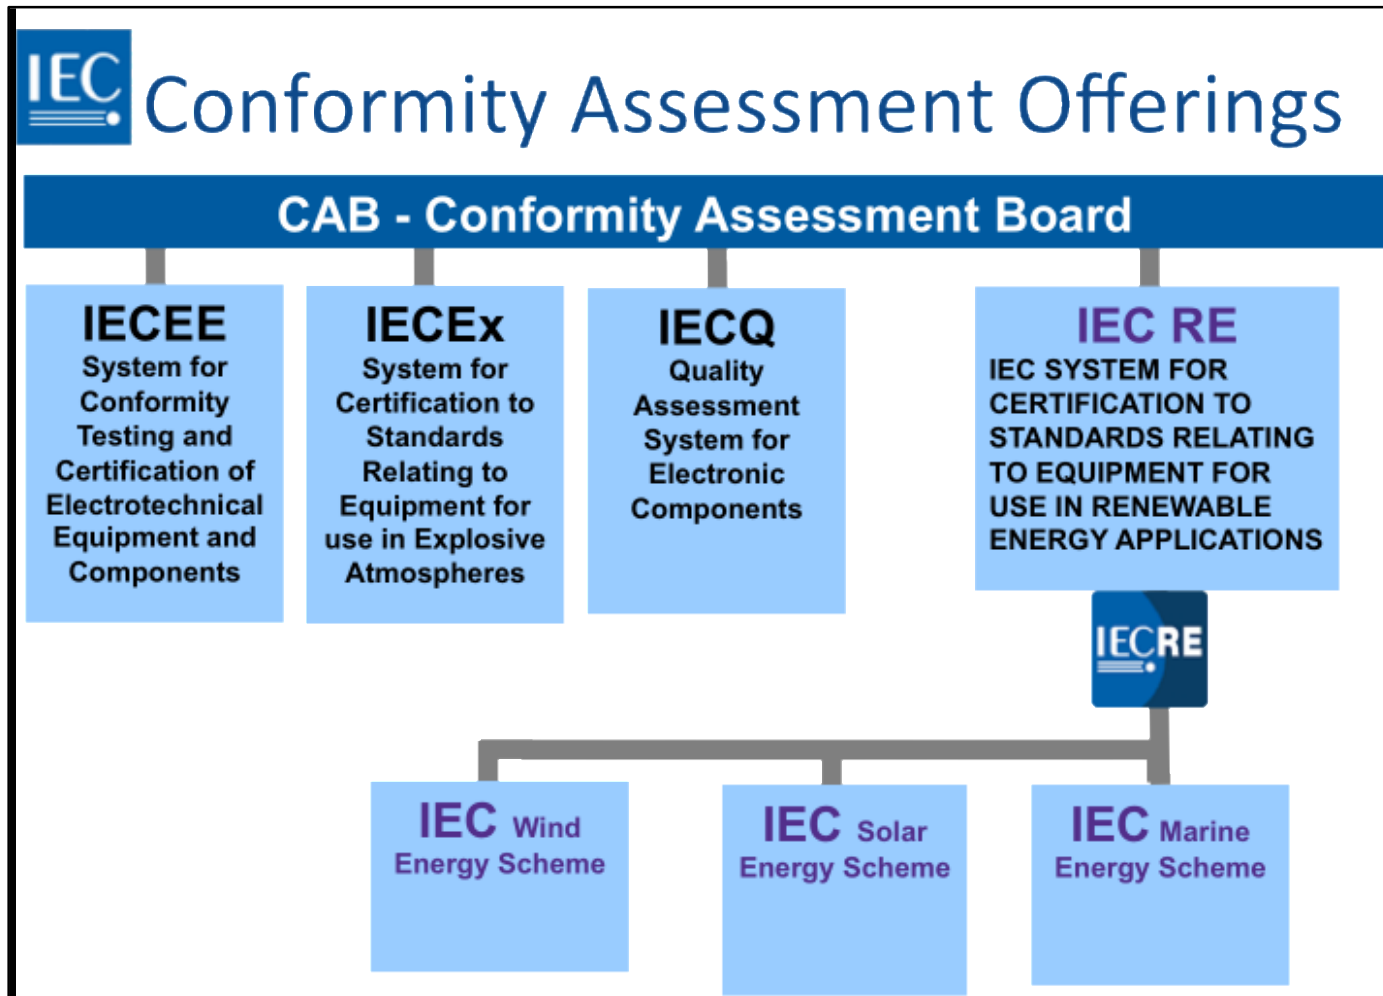 IEC
Conformity Assessment Offerings
CAB - Conformity Assessment Board
IECEE
System for
Conformity
Testing and
Certification of
Electrotechnical
Equipment and
Components
IECEx
System for
Certification to
Standards
Relating to
Equipment for
use in Explosive
Atmospheres
IECQ
Quality
Assessment
System for
Electronic
Components
IEC RE
IEC SYSTEM FOR
CERTIFICATION TO
STANDARDS RELATING
TO EQUIPMENT FOR
USE IN RENEWABLE
ENERGY APPLICATIONS
IECRE
IEC Wind
Energy Scheme
IEC Solar
Energy Scheme
IEC Marine
Energy Scheme